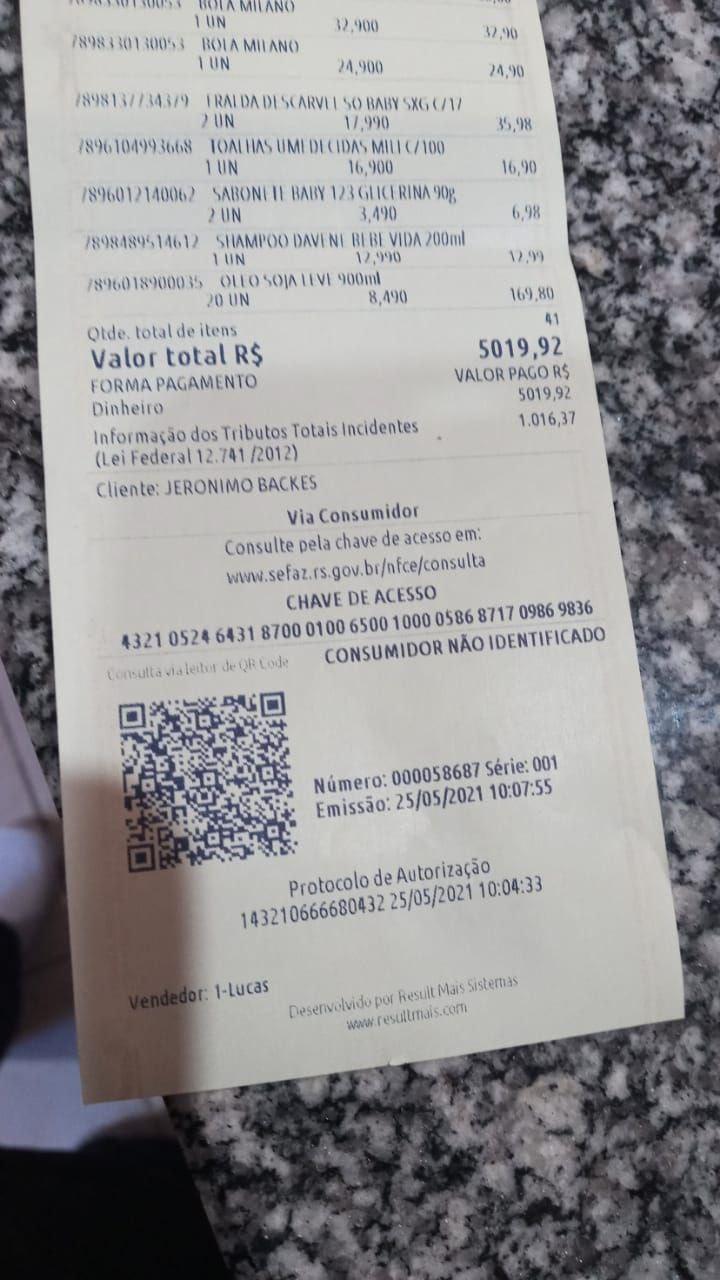 BOLA MILANO
1 UN 32,900 32,90
7898330130053 BOLA MILANO
1 UN 24,900 24,90
7898137734379 FRALDA DESCARVEL SO BABY SXG C/17
2 UN 17,990 35,98
7896104993668 TOALHAS UMEDECIDAS MILI C/100
1 UN 16,900 16,90
7896012140062 SABONETE BABY 123 GLICERINA 90g
2 UN 3,490 6,98
7898489514612 SHAMPOO DAVENE BEBE VIDA 200ml
1 UN 12,990 12,99
7896018900035 OLEO SOJA LEVE 900ml
20 UN 8,490 169,80
Qtde. total de itens 41
Valor total R$ 5019,92
FORMA PAGAMENTO VALOR PAGO R$
Dinheiro 5019,92
Informação dos Tributos Totais Incidentes 1.016,37
(Lei Federal 12.741 /2012)
Cliente: JERONIMO BACKES
Via Consumidor
Consulte pela chave de acesso em:
www.sefaz.rs.gov.br/nfce/consulta
CHAVE DE ACESSO
4321 0524 6431 8700 0100 6500 1000 0586 8717 0986 9836
Consulta via leitor de QR Code CONSUMIDOR NÃO IDENTIFICADO
Número: 000058687 Série: 001
Emissão: 25/05/2021 10:07:55
Protocolo de Autorização
143210666680432 25/05/2021 10:04:33
Vendedor: 1-Lucas
Desenvolvido por Result Mais Sistemas
www.resultmais.com